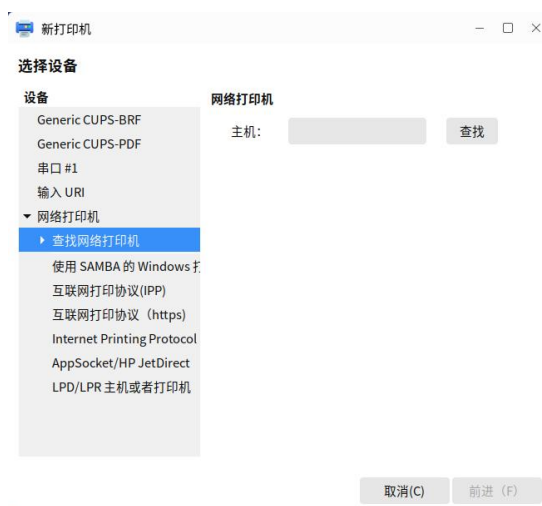 新打印机
选择设备
设备
Generic CUPS-BRF
Generic CUPS-PDF
串口 #1
输入 URI
网络打印机
查找网络打印机
使用 SAMBA 的 Windows 打
互联网打印协议(IPP)
互联网打印协议（https）
Internet Printing Protocol
AppSocket/HP JetDirect
LPD/LPR 主机或者打印机
网络打印机
主机： 查找
取消(C) 前进（F）